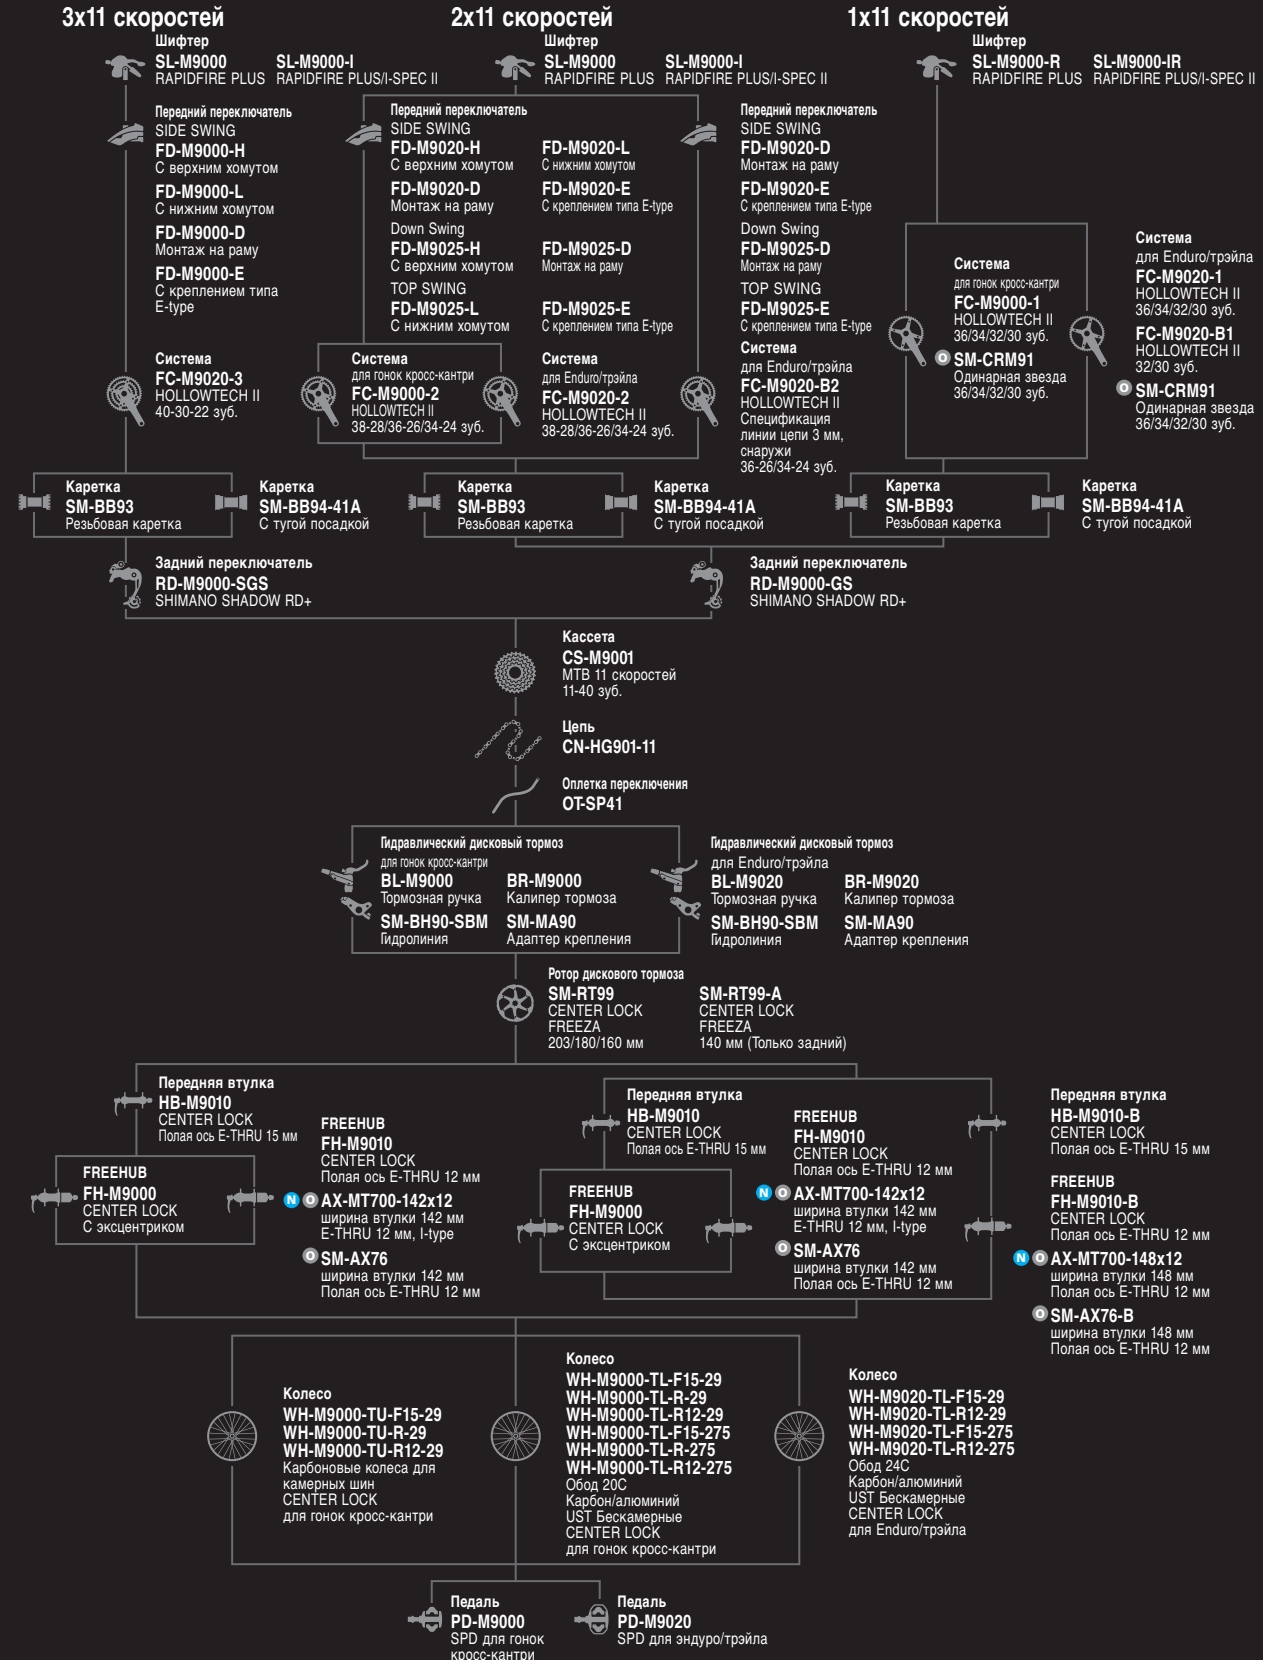 3x11 скоростей
Шифтер
SL-M9000 SL-M9000-I
RAPIDFIRE PLUS RAPIDFIRE PLUS/I-SPEC II
Передний переключатель
SIDE SWING
FD-M9000-H
С верхним хомутом
FD-M9000-L
С нижним хомутом
FD-M9000-D
Монтаж на раму
FD-M9000-E
С креплением типа
E-type
Система
FC-M9020-3
HOLLOWTECH II
40-30-22 зуб.
Каретка
SM-BB93
Резьбовая каретка
Каретка
SM-BB94-41A
С тугой посадкой
Задний переключатель
RD-M9000-SGS
SHIMANO SHADOW RD+
2x11 скоростей
Шифтер
SL-M9000 SL-M9000-I
RAPIDFIRE PLUS RAPIDFIRE PLUS/I-SPEC II
Передний переключатель
SIDE SWING
FD-M9020-H FD-M9020-L
С верхним хомутом С нижним хомутом
FD-M9020-D FD-M9020-E
Монтаж на раму С креплением типа E-type
Down Swing
FD-M9025-H FD-M9025-D
С верхним хомутом Монтаж на раму
TOP SWING
FD-M9025-L FD-M9025-E
С нижним хомутом С креплением типа E-type
Система
для гонок кросс-кантри
FC-M9000-2
HOLLOWTECH II
38-28/36-26/34-24 зуб.
Система
для Enduro/трэйла
FC-M9020-2
HOLLOWTECH II
38-28/36-26/34-24 зуб.
Передний переключатель
SIDE SWING
FD-M9020-D
Монтаж на раму
FD-M9020-E
С креплением типа E-type
Down Swing
FD-M9025-D
Монтаж на раму
TOP SWING
FD-M9025-E
С креплением типа E-type
Система
для Enduro/трэйла
FC-M9020-B2
HOLLOWTECH II
Спецификация
линии цепи 3 мм,
снаружи
36-26/34-24 зуб.
Каретка
SM-BB93
Резьбовая каретка
Каретка
SM-BB94-41A
С тугой посадкой
1x11 скоростей
Шифтер
SL-M9000-R SL-M9000-IR
RAPIDFIRE PLUS RAPIDFIRE PLUS/I-SPEC II
Система
для гонок кросс-кантри
FC-M9000-1
HOLLOWTECH II
36/34/32/30 зуб.
O SM-CRM91
Одинарная звезда
36/34/32/30 зуб.
Система
для Enduro/трэйла
FC-M9020-1
HOLLOWTECH II
36/34/32/30 зуб.
FC-M9020-B1
HOLLOWTECH II
32/30 зуб.
O SM-CRM91
Одинарная звезда
36/34/32/30 зуб.
Каретка
SM-BB93
Резьбовая каретка
Каретка
SM-BB94-41A
С тугой посадкой
Задний переключатель
RD-M9000-GS
SHIMANO SHADOW RD+
Кассета
CS-M9001
МТВ 11 скоростей
11-40 зуб.
Цепь
CN-HG901-11
Оплетка переключения
OT-SP41
Гидравлический дисковый тормоз
для гонок кросс-кантри
BL-M9000 BR-M9000
Тормозная ручка Калипер тормоза
SM-BH90-SBM SM-MA90
Гидролиния Адаптер крепления
Гидравлический дисковый тормоз
для Enduro/трэйла
BL-M9020 BR-M9020
Тормозная ручка Калипер тормоза
SM-BH90-SBM SM-MA90
Гидролиния Адаптер крепления
Ротор дискового тормоза
SM-RT99 SM-RT99-A
CENTER LOCK CENTER LOCK
FREEZA FREEZA
203/180/160 мм 140 мм (Только задний)
Передняя втулка
HB-M9010
CENTER LOCK
Полая ось E-THRU 15 мм
FREEHUB
FH-M9000
CENTER LOCK
С эксцентриком
FREEHUB
FH-M9010
CENTER LOCK
Полая ось E-THRU 12 мм
N O AX-MT700-142x12
ширина втулки 142 мм
E-THRU 12 мм, I-type
O SM-AX76
ширина втулки 142 мм
Полая ось E-THRU 12 мм
Передняя втулка
HB-M9010
CENTER LOCK
Полая ось E-THRU 15 мм
FREEHUB
FH-M9000
CENTER LOCK
С эксцентриком
FREEHUB
FH-M9010
CENTER LOCK
Полая ось E-THRU 12 мм
N O AX-MT700-142x12
ширина втулки 142 мм
E-THRU 12 мм, I-type
O SM-AX76
ширина втулки 142 мм
Полая ось E-THRU 12 мм
Передняя втулка
HB-M9010-B
CENTER LOCK
Полая ось E-THRU 15 мм
FREEHUB
FH-M9010-B
CENTER LOCK
Полая ось E-THRU 12 мм
N O AX-MT700-148x12
ширина втулки 148 мм
Полая ось E-THRU 12 мм
O SM-AX76-B
ширина втулки 148 мм
Полая ось E-THRU 12 мм
Колесо
WH-M9000-TU-F15-29
WH-M9000-TU-R-29
WH-M9000-TU-R12-29
Карбоновые колеса для
камерных шин
CENTER LOCK
для гонок кросс-кантри
Колесо
WH-M9000-TL-F15-29
WH-M9000-TL-R-29
WH-M9000-TL-R12-29
WH-M9000-TL-F15-275
WH-M9000-TL-R-275
WH-M9000-TL-R12-275
Обод 20C
Карбон/алюминий
UST Бескамерные
CENTER LOCK
для гонок кросс-кантри
Колесо
WH-M9020-TL-F15-29
WH-M9020-TL-R12-29
WH-M9020-TL-F15-275
WH-M9020-TL-R12-275
Обод 24C
Карбон/алюминий
UST Бескамерные
CENTER LOCK
для Enduro/трэйла
Педаль
PD-M9000
SPD для гонок
кросс-кантри
Педаль
PD-M9020
SPD для эндуро/трэйла